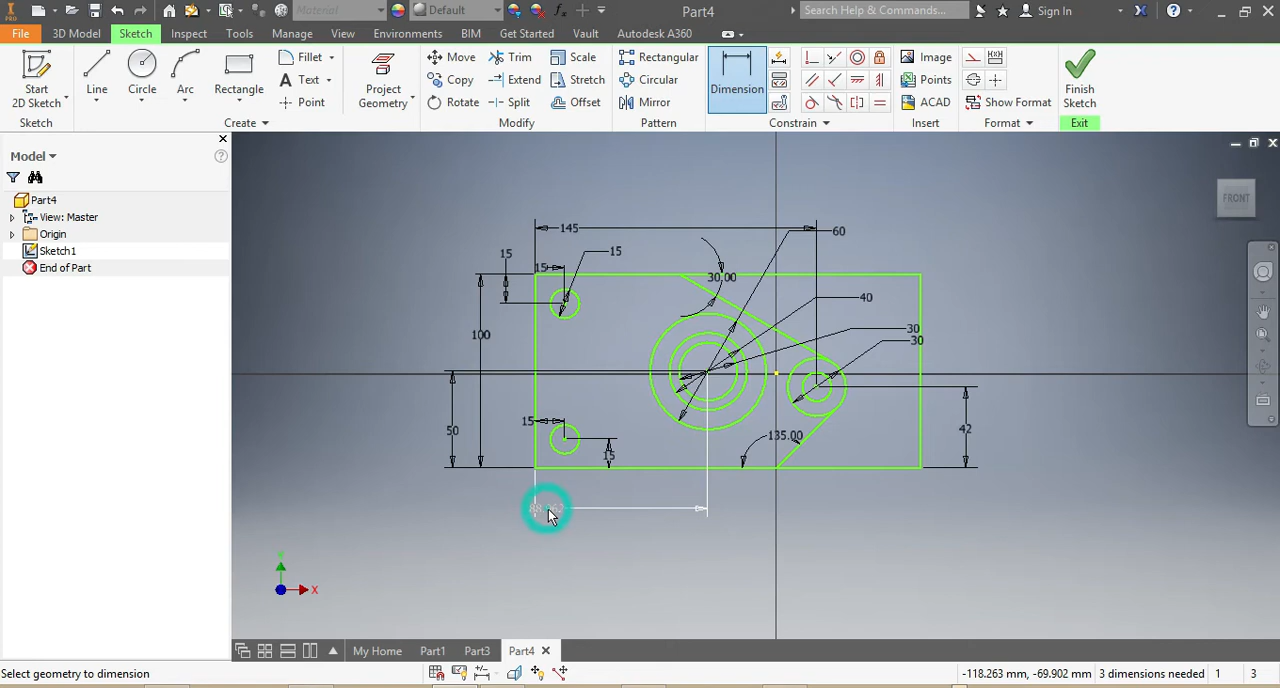 PRO
Material
Default
Part4
Search Help & Commands...
Sign In
File
3D Model
Sketch
Inspect
Tools
Manage
View
Environments
BIM
Get Started
Vault
Autodesk A360
Start
2D Sketch
Line
Circle
Arc
Rectangle
Fillet
Text
Point
Project
Geometry
Move
Copy
Rotate
Trim
Extend
Split
Scale
Stretch
Offset
Rectangular
Circular
Mirror
Dimension
Image
Points
ACAD
Show Format
Finish
Sketch
Sketch
Create
Modify
Pattern
Constrain
Insert
Format
Exit
Model
Part4
View: Master
Origin
Sketch1
End of Part
FRONT
145
60
15
15
15
30.00
40
30
30
100
50
15
15
135.00
42
X
My Home
Part1
Part3
Part4
Select geometry to dimension
-118.263 mm, -69.902 mm
3 dimensions needed
1
3